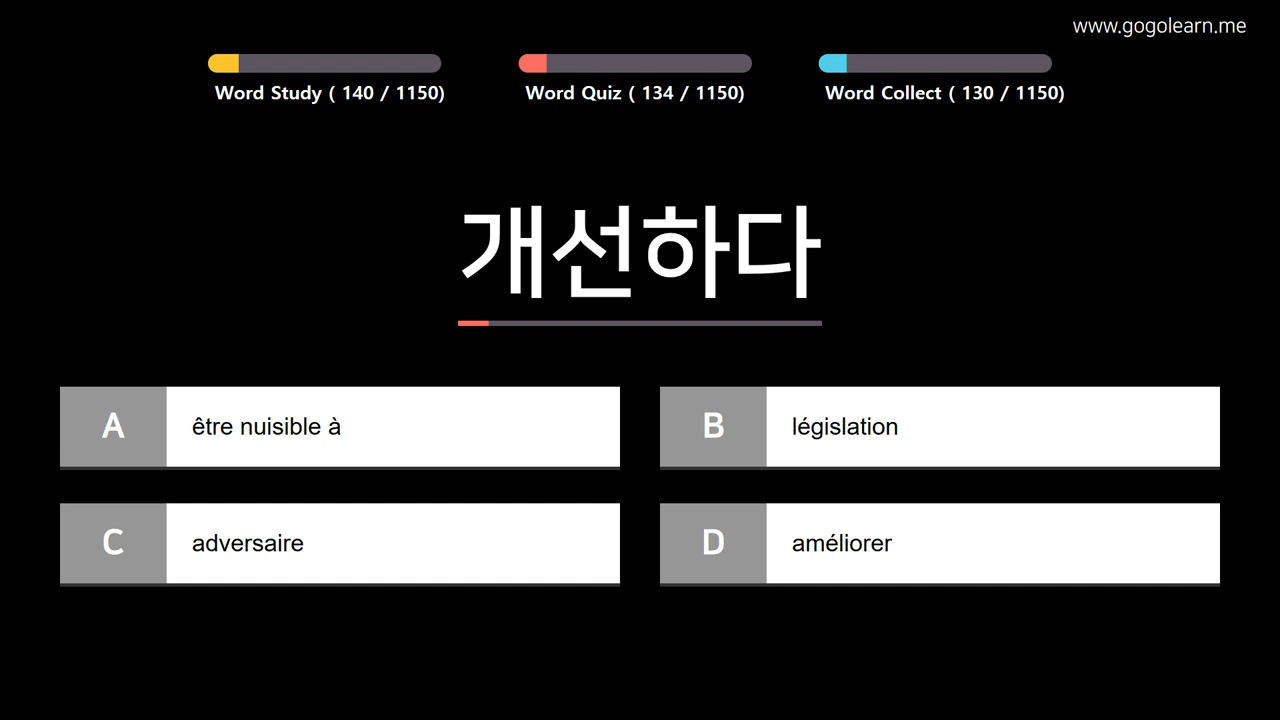 www.gogolearn.me
Word Study ( 140 / 1150)
Word Quiz ( 134 / 1150)
Word Collect ( 130 / 1150)
개선하다
A
être nuisible à
B
législation
C
adversaire
D
améliorer